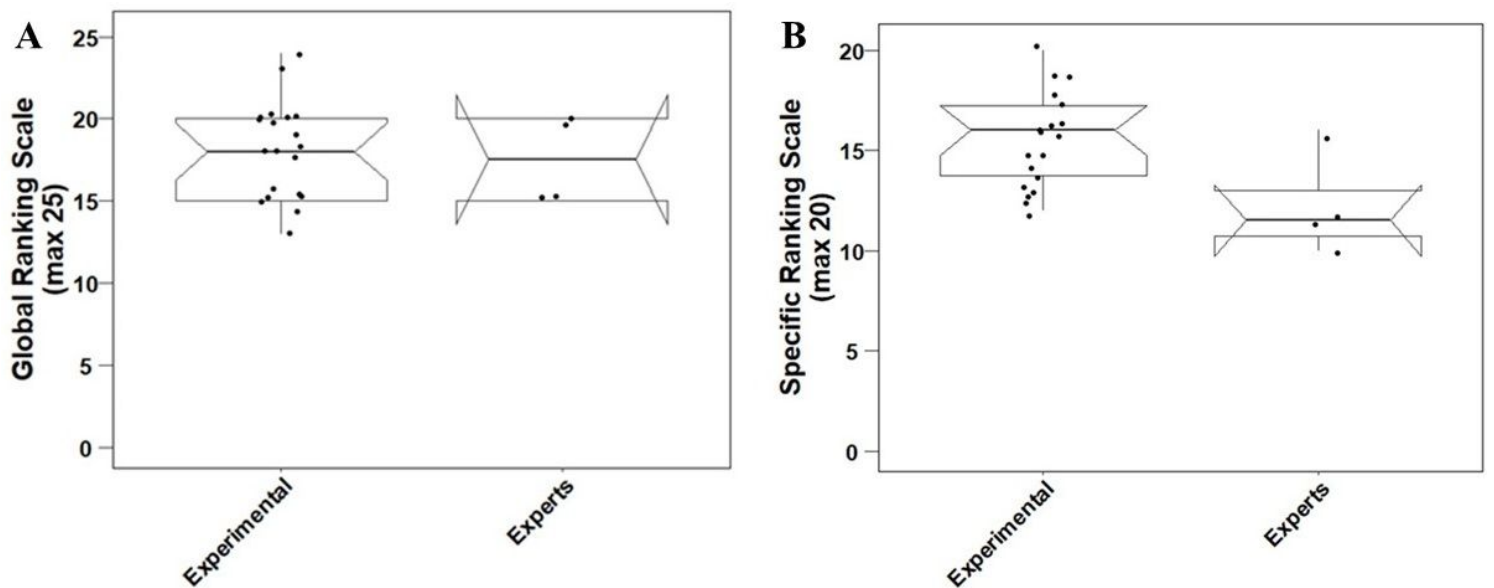 A
Global Ranking Scale
(max 25)
25
20
15
10
5
0
Experimental
Experts
B
Specific Ranking Scale
(max 20)
20
15
10
5
0
Experimental
Experts